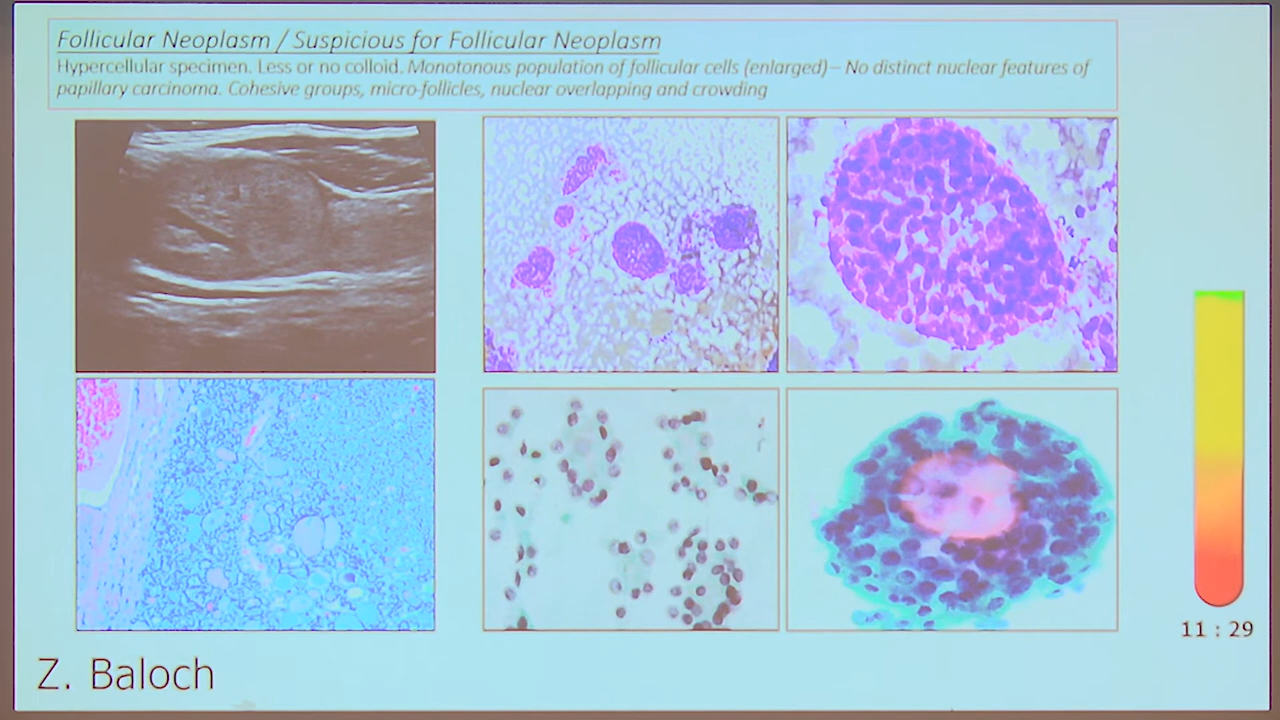 Follicular Neoplasm / Suspicious for Follicular Neoplasm
Hypercellular specimen. Less or no colloid. Monotonous population of follicular cells (enlarged) – No distinct nuclear features of
papillary carcinoma. Cohesive groups, micro-follicles, nuclear overlapping and crowding
11 : 29
Z. Baloch